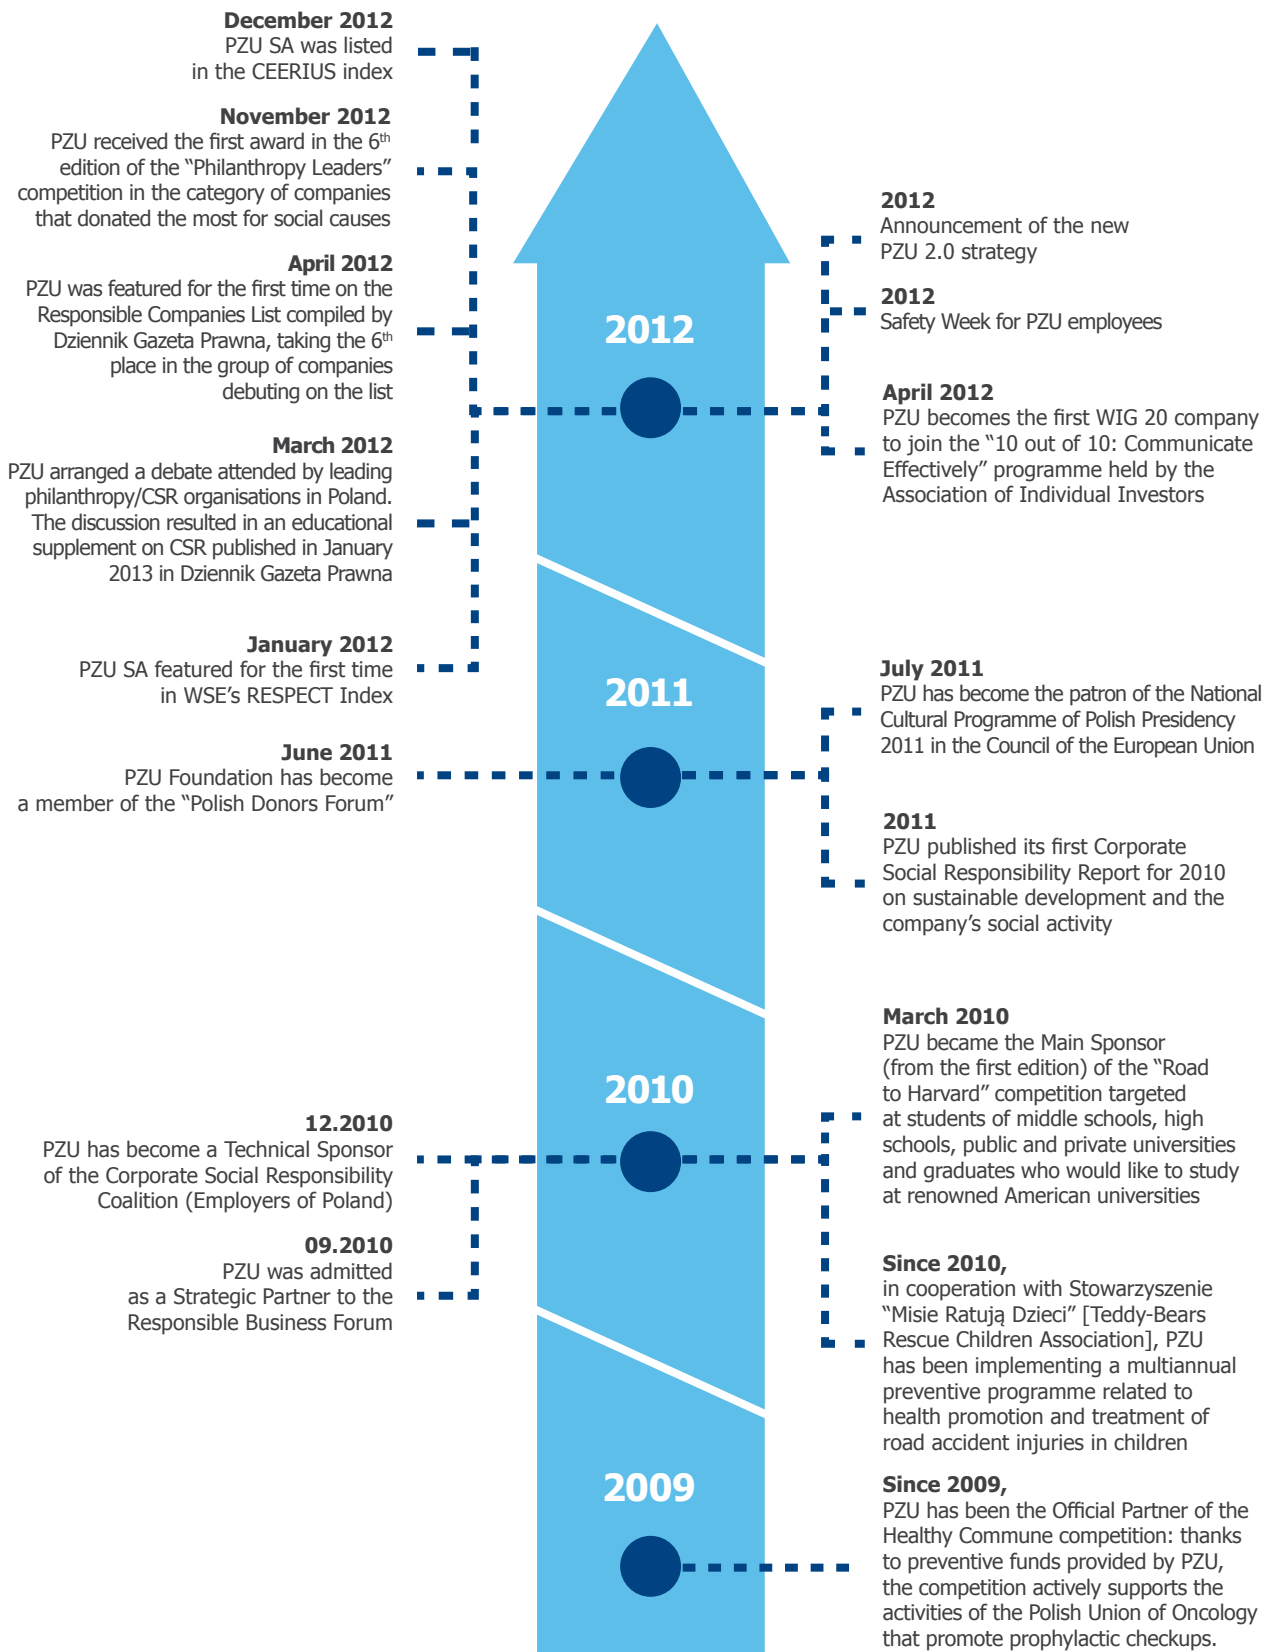 December 2012
PZU SA was listed
in the CEERIUS index
November 2012
PZU received the first award in the 6th
edition of the “Philanthropy Leaders”
competition in the category of companies
that donated the most for social causes
April 2012
PZU was featured for the first time on the
Responsible Companies List compiled by
Dziennik Gazeta Prawna, taking the 6th
place in the group of companies
debuting on the list
March 2012
PZU arranged a debate attended by leading
philanthropy/CSR organisations in Poland.
The discussion resulted in an educational
supplement on CSR published in January
2013 in Dziennik Gazeta Prawna
January 2012
PZU SA featured for the first time
in WSE’s RESPECT Index
2012
2012
Announcement of the new
PZU 2.0 strategy
2012
Safety Week for PZU employees
April 2012
PZU becomes the first WIG 20 company
to join the “10 out of 10: Communicate
Effectively” programme held by the
Association of Individual Investors
June 2011
PZU Foundation has become
a member of the “Polish Donors Forum”
2011
July 2011
PZU has become the patron of the National
Cultural Programme of Polish Presidency
2011 in the Council of the European Union
2011
PZU published its first Corporate
Social Responsibility Report for 2010
on sustainable development and the
company’s social activity
12.2010
PZU has become a Technical Sponsor
of the Corporate Social Responsibility
Coalition (Employers of Poland)
09.2010
PZU was admitted
as a Strategic Partner to the
Responsible Business Forum
2010
March 2010
PZU became the Main Sponsor
(from the first edition) of the “Road
to Harvard” competition targeted
at students of middle schools, high
schools, public and private universities
and graduates who would like to study
at renowned American universities
Since 2010,
in cooperation with Stowarzyszenie
“Misie Ratują Dzieci” [Teddy-Bears
Rescue Children Association], PZU
has been implementing a multiannual
preventive programme related to
health promotion and treatment of
road accident injuries in children
2009
Since 2009,
PZU has been the Official Partner of the
Healthy Commune competition: thanks
to preventive funds provided by PZU,
the competition actively supports the
activities of the Polish Union of Oncology
that promote prophylactic checkups.